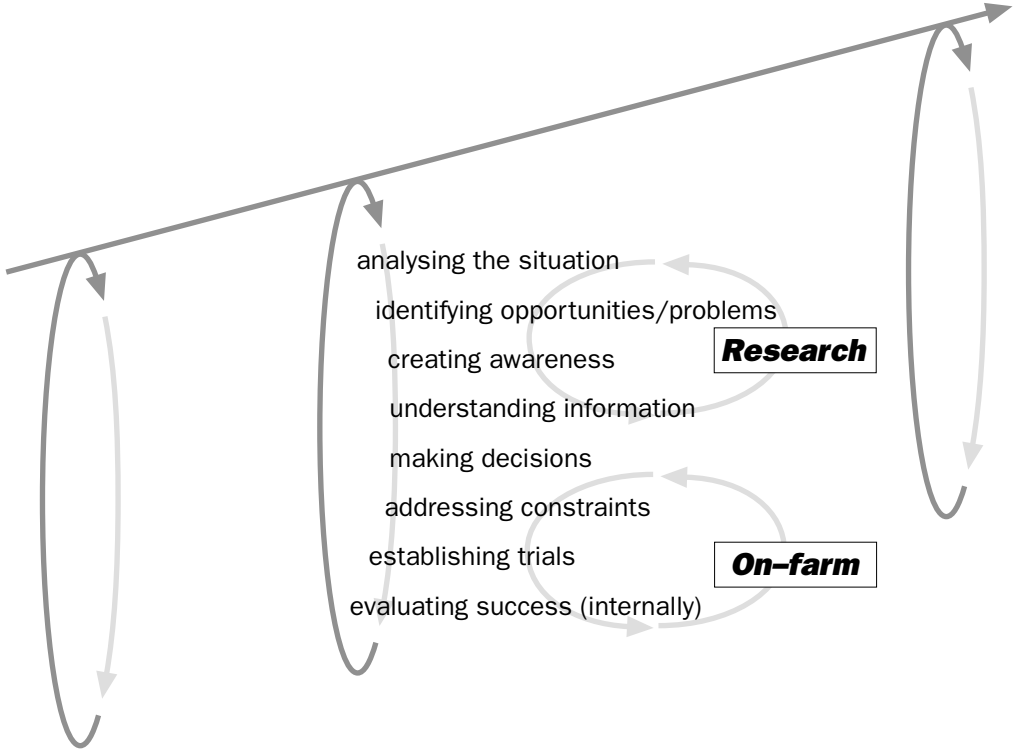 analysing the situation
identifying opportunities/problems
creating awareness
Research
understanding information
making decisions
addressing constraints
establishing trials
On–farm
evaluating success (internally)